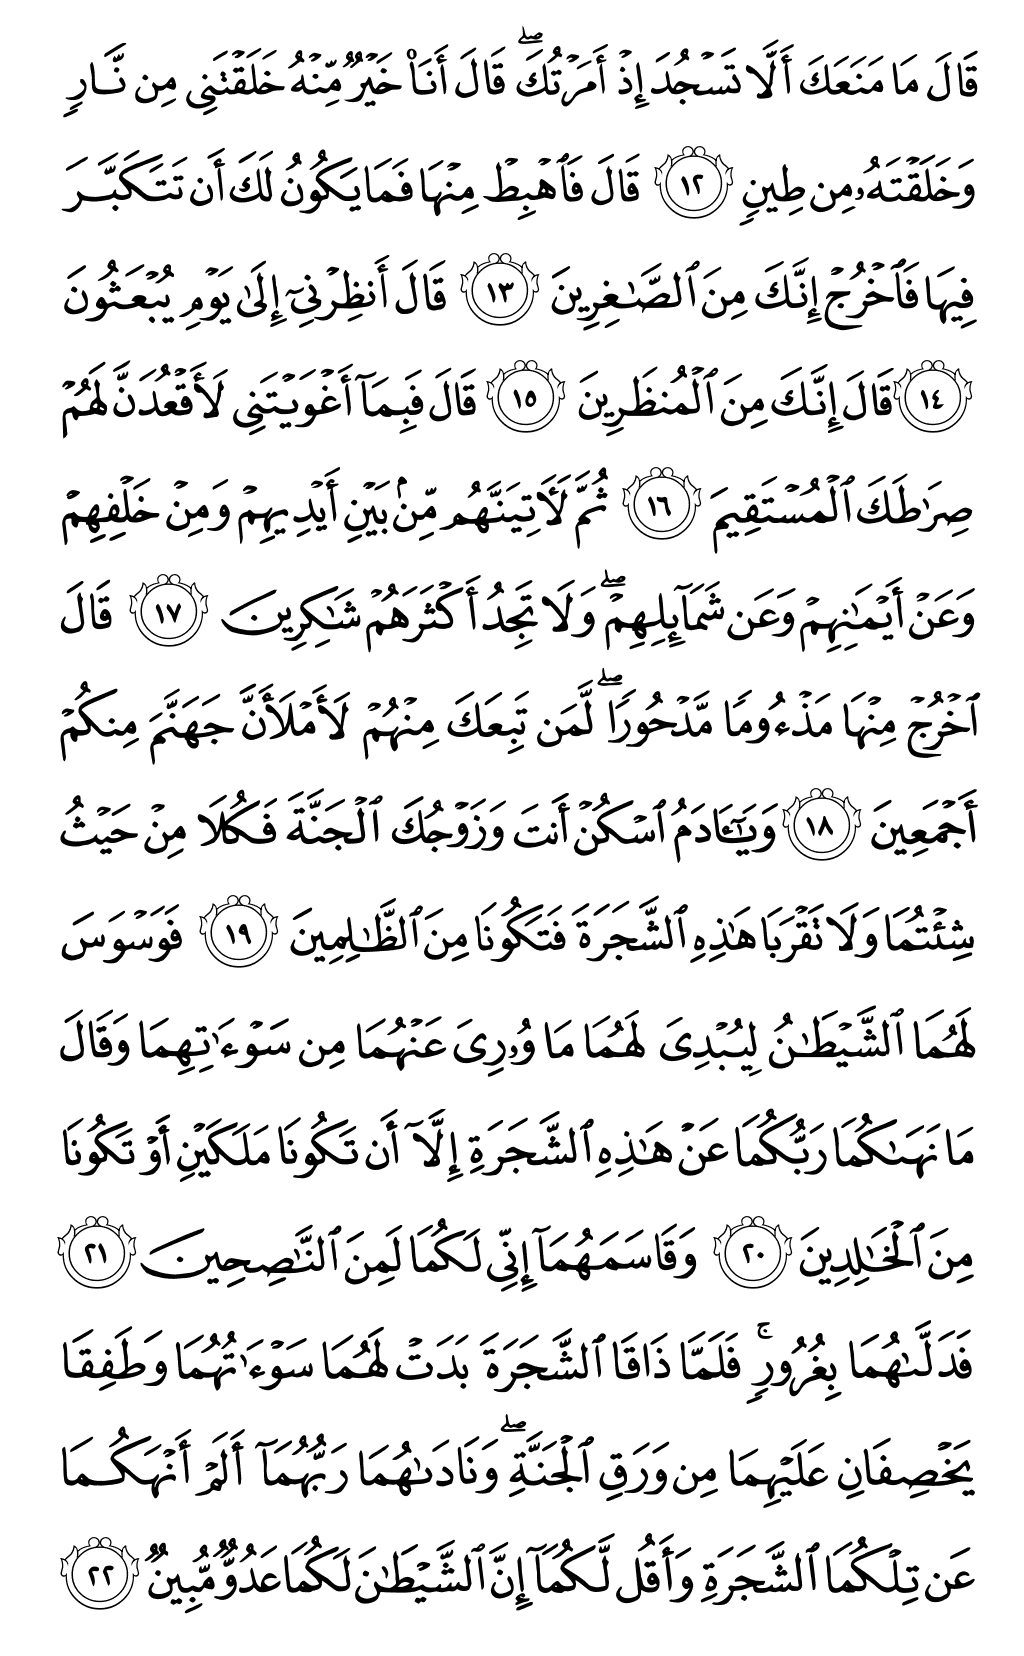 قَالَ مَا مَنَعَكَ أَلَّا تَسْجُدَ إِذْ أَمَرْتُكَ ۖ قَالَ أَنَا۠ خَيْرٌ مِّنْهُ خَلَقْتَنِى مِن نَّارٍ
وَخَلَقْتَهُۥ مِن طِينٍ ١٢ قَالَ فَٱهْبِطْ مِنْهَا فَمَا يَكُونُ لَكَ أَن تَتَكَبَّرَ
فِيهَا فَٱخْرُجْ إِنَّكَ مِنَ ٱلصَّـٰغِرِينَ ١٣ قَالَ أَنظِرْنِىٓ إِلَىٰ يَوْمِ يُبْعَثُونَ
١٤ قَالَ إِنَّكَ مِنَ ٱلْمُنظَرِينَ ١٥ قَالَ فَبِمَآ أَغْوَيْتَنِى لَأَقْعُدَنَّ لَهُمْ
صِرَٰطَكَ ٱلْمُسْتَقِيمَ ١٦ ثُمَّ لَـَٔاتِيَنَّهُم مِّنۢ بَيْنِ أَيْدِيهِمْ وَمِنْ خَلْفِهِمْ
وَعَنْ أَيْمَـٰنِهِمْ وَعَن شَمَآئِلِهِمْ ۖ وَلَا تَجِدُ أَكْثَرَهُمْ شَـٰكِرِينَ ١٧ قَالَ
ٱخْرُجْ مِنْهَا مَذْءُومًا مَّدْحُورًا ۖ لَّمَن تَبِعَكَ مِنْهُمْ لَأَمْلَأَنَّ جَهَنَّمَ مِنكُمْ
أَجْمَعِينَ ١٨ وَيَـٰٓـَٔادَمُ ٱسْكُنْ أَنتَ وَزَوْجُكَ ٱلْجَنَّةَ فَكُلَا مِنْ حَيْثُ
شِئْتُمَا وَلَا تَقْرَبَا هَـٰذِهِ ٱلشَّجَرَةَ فَتَكُونَا مِنَ ٱلظَّـٰلِمِينَ ١٩ فَوَسْوَسَ
لَهُمَا ٱلشَّيْطَـٰنُ لِيُبْدِىَ لَهُمَا مَا وُۥرِىَ عَنْهُمَا مِن سَوْءَٰتِهِمَا وَقَالَ
مَا نَهَىٰكُمَا رَبُّكُمَا عَنْ هَـٰذِهِ ٱلشَّجَرَةِ إِلَّآ أَن تَكُونَا مَلَكَيْنِ أَوْ تَكُونَا
مِنَ ٱلْخَـٰلِدِينَ ٢٠ وَقَاسَمَهُمَآ إِنِّى لَكُمَا لَمِنَ ٱلنَّـٰصِحِينَ ٢١
فَدَلَّىٰهُمَا بِغُرُورٍ ۚ فَلَمَّا ذَاقَا ٱلشَّجَرَةَ بَدَتْ لَهُمَا سَوْءَٰتُهُمَا وَطَفِقَا
يَخْصِفَانِ عَلَيْهِمَا مِن وَرَقِ ٱلْجَنَّةِ ۖ وَنَادَىٰهُمَا رَبُّهُمَآ أَلَمْ أَنْهَكُمَا
عَن تِلْكُمَا ٱلشَّجَرَةِ وَأَقُل لَّكُمَآ إِنَّ ٱلشَّيْطَـٰنَ لَكُمَا عَدُوٌّ مُّبِينٌ ٢٢